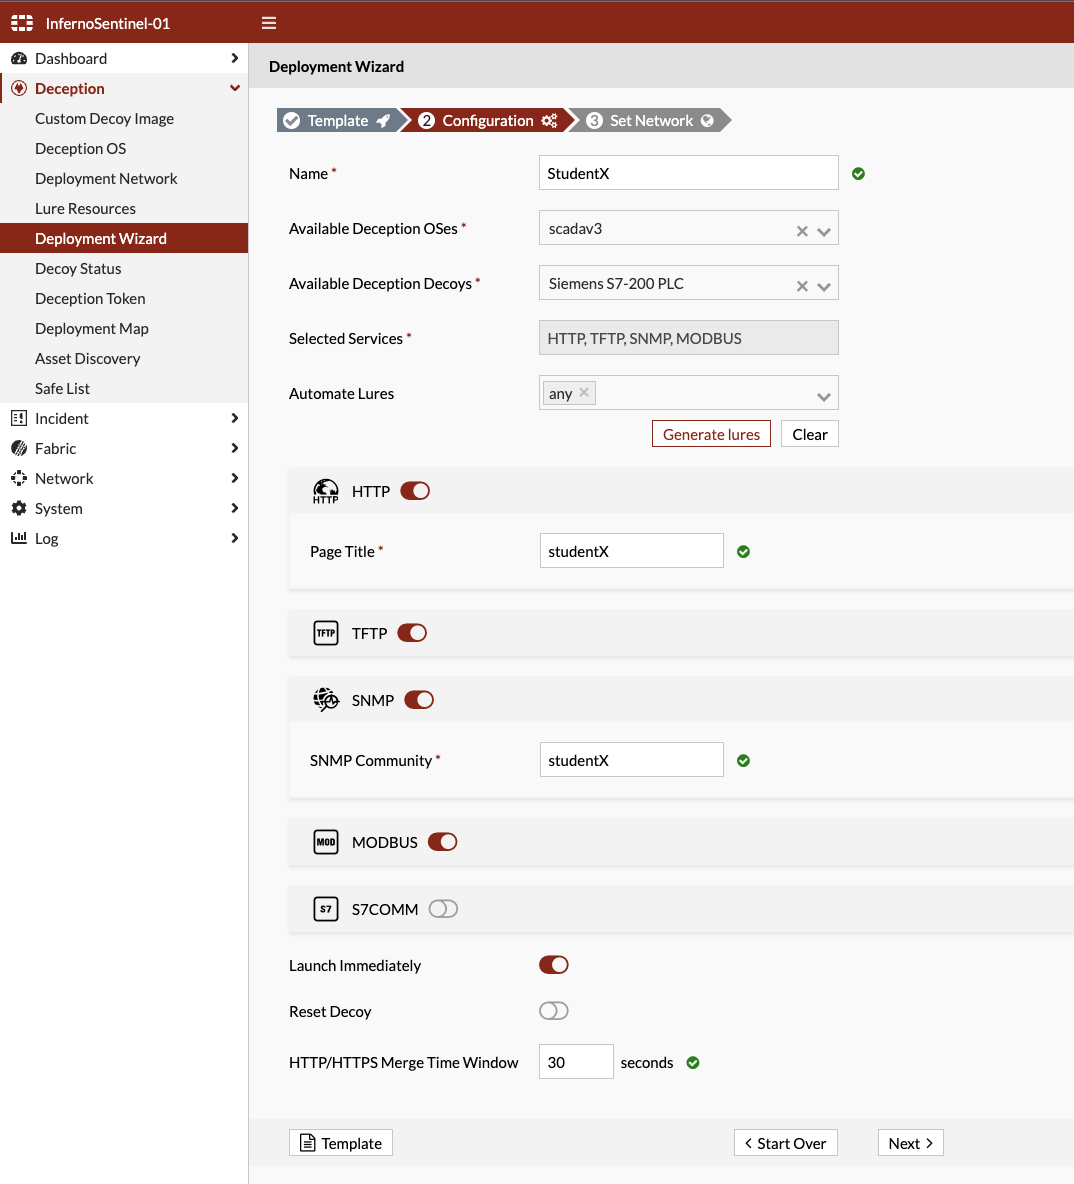 InfernoSentinel-01
Dashboard
Deception
Custom Decoy Image
Deception OS
Deployment Network
Lure Resources
Deployment Wizard
Decoy Status
Deception Token
Deployment Map
Asset Discovery
Safe List
Incident
Fabric
Network
System
Log
Deployment Wizard
Template 2 Configuration 3 Set Network
Name * StudentX
Available Deception OSes * scadav3
Available Deception Decoys * Siemens S7-200 PLC
Selected Services * HTTP, TFTP, SNMP, MODBUS
Automate Lures any
Generate lures Clear
HTTP HTTP
Page Title * studentX
TFTP TFTP
SNMP
SNMP Community * studentX
MOD MODBUS
S7 S7COMM
Launch Immediately
Reset Decoy
HTTP/HTTPS Merge Time Window 30 seconds
Template Start Over Next